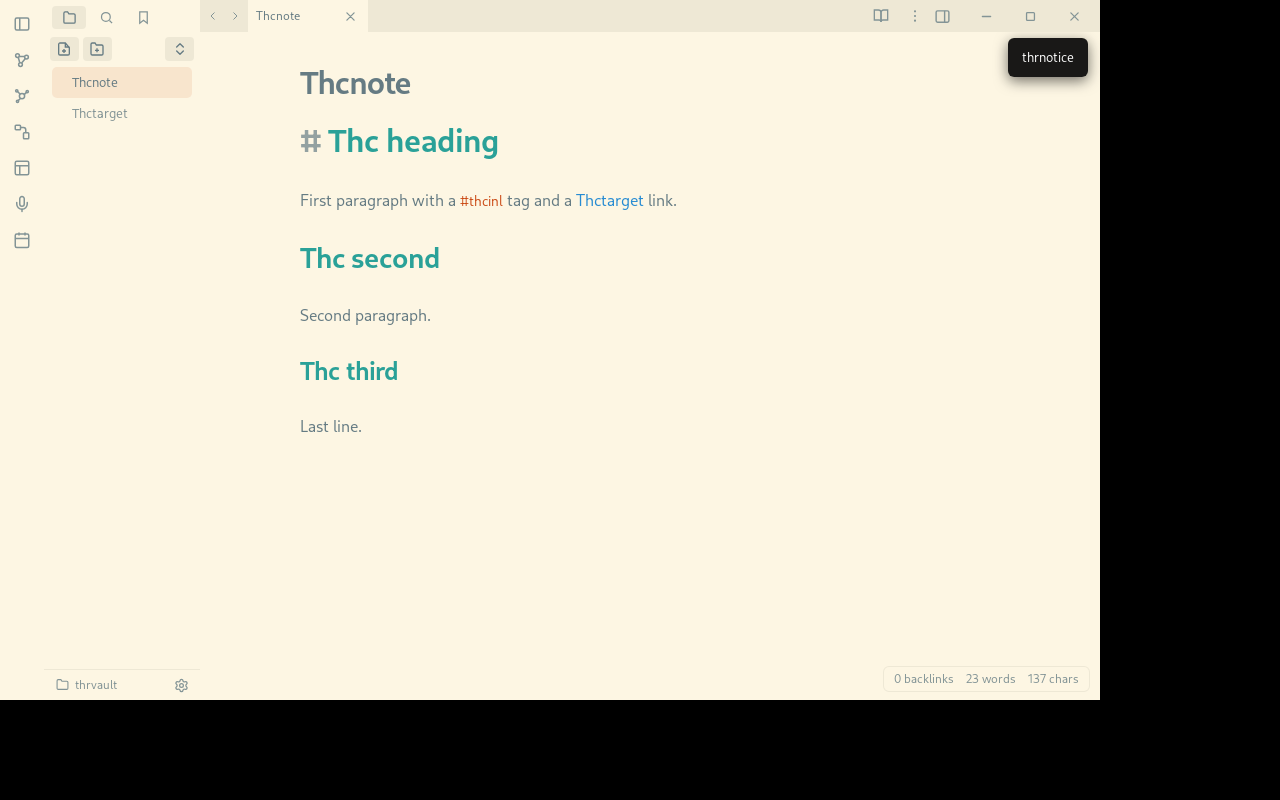 Thcnote
thrnotice
Thcnote
Thctarget
Thcnote
# Thc heading
First paragraph with a #thcinl tag and a Thctarget link.
Thc second
Second paragraph.
Thc third
Last line.
thrvault
0 backlinks 23 words 137 chars